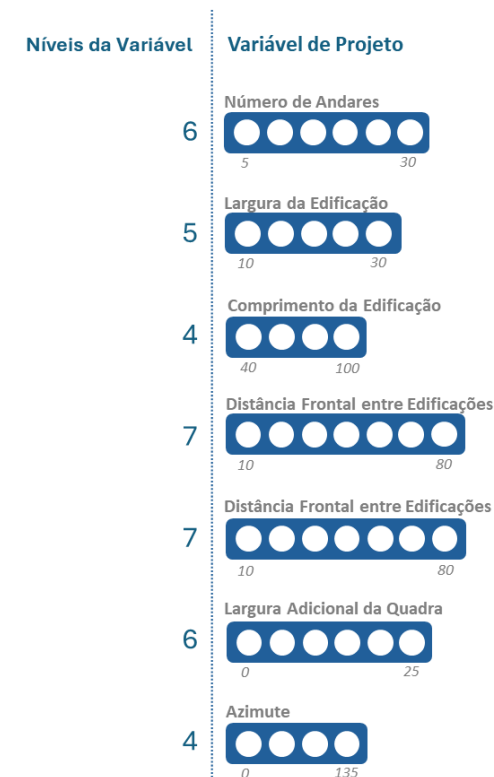 Níveis da Variável Variável de Projeto
Número de Andares
6
5 30
Largura da Edificação
5
10 30
Comprimento da Edificação
4
40 100
Distância Frontal entre Edificações
7
10 80
Distância Frontal entre Edificações
7
10 80
Largura Adicional da Quadra
6
0 25
Azimute
4
0 135